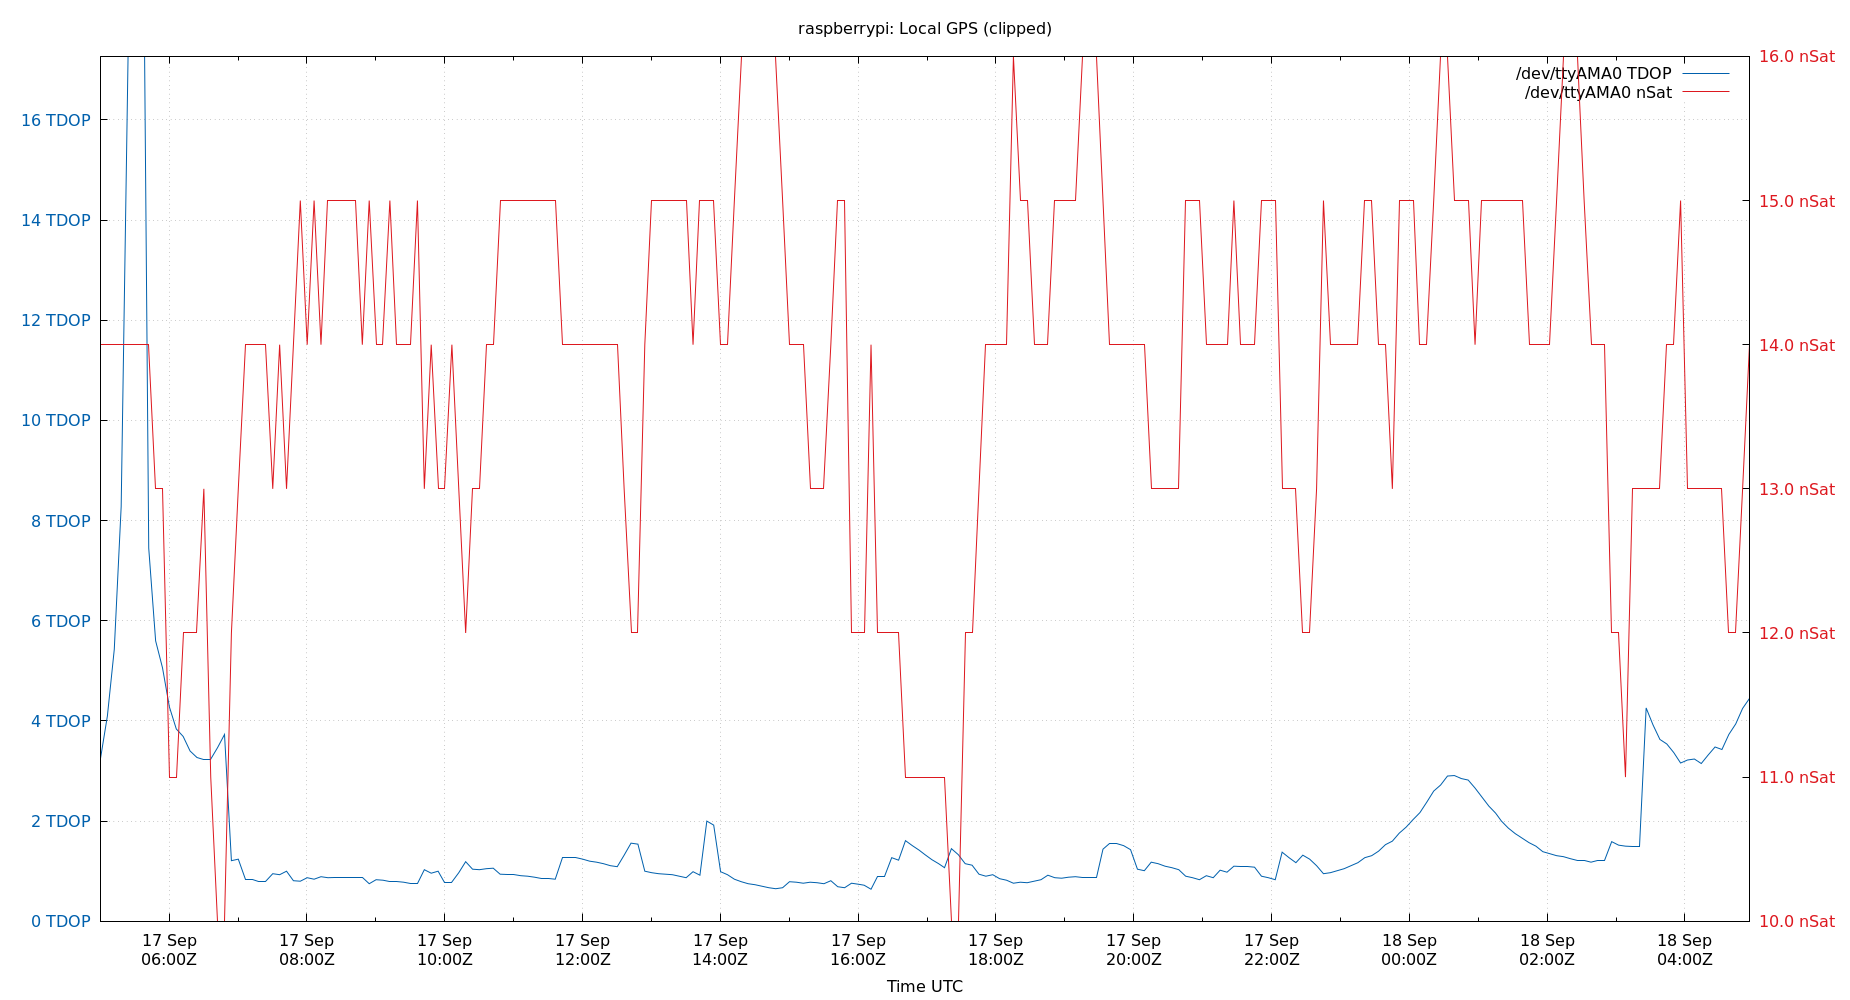 raspberrypi: Local GPS (clipped)
/dev/ttyAMA0 TDOP
/dev/ttyAMA0 nSat
16 TDOP
14 TDOP
12 TDOP
10 TDOP
8 TDOP
6 TDOP
4 TDOP
2 TDOP
0 TDOP
16.0 nSat
15.0 nSat
14.0 nSat
13.0 nSat
12.0 nSat
11.0 nSat
10.0 nSat
17 Sep
06:00Z
17 Sep
08:00Z
17 Sep
10:00Z
17 Sep
12:00Z
17 Sep
14:00Z
17 Sep
16:00Z
17 Sep
18:00Z
17 Sep
20:00Z
17 Sep
22:00Z
18 Sep
00:00Z
18 Sep
02:00Z
18 Sep
04:00Z
Time UTC